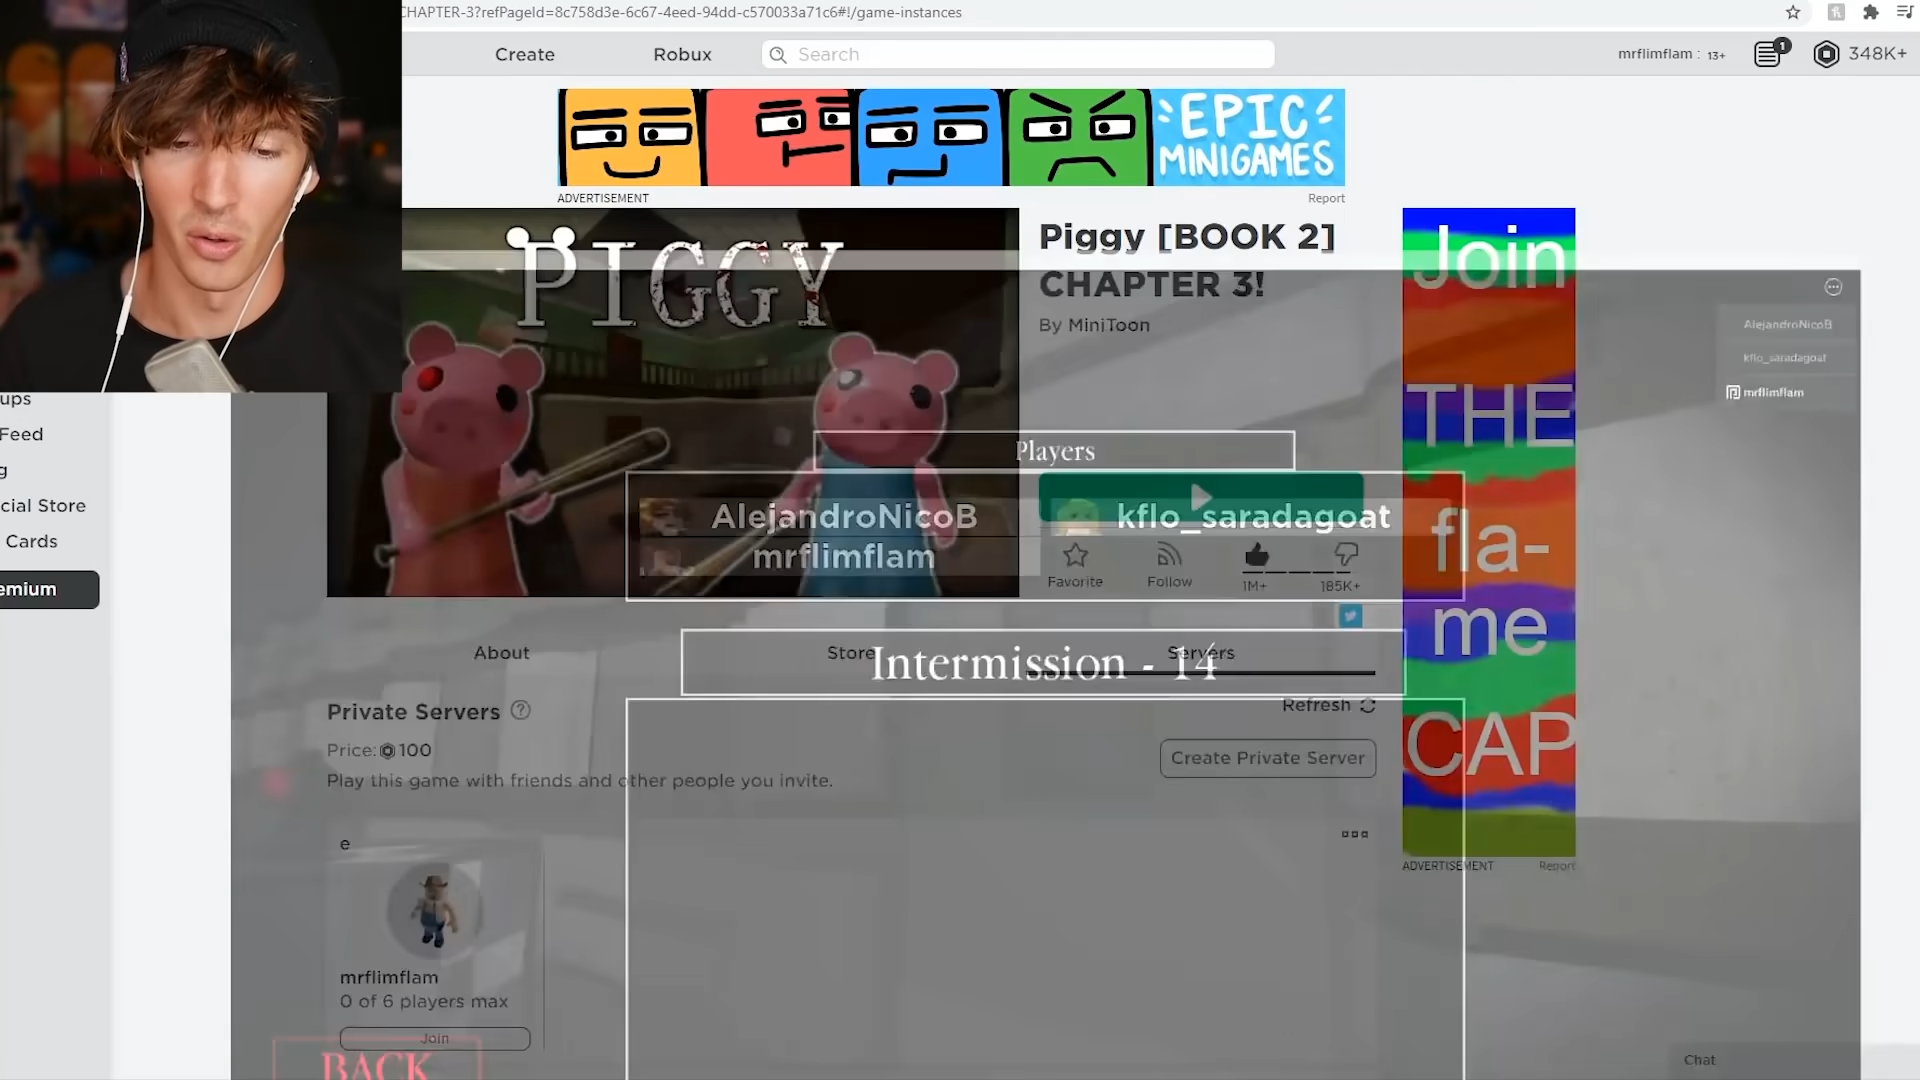 CHAPTER-3?refPageId=8c758d3e-6c67-4eed-94dd-c570033a71c6#!/game-instances
Create
Robux
Search
mrflimflam : 13+
1
348K+
EPIC
MINIGAMES
ADVERTISEMENT
Report
PIGGY
Piggy [BOOK 2]
CHAPTER 3!
By MiniToon
Join
THE
fla-
me
CAP
AlejandroNicoB
kflo_saradagoat
mrflimflam
ups
Feed
g
cial Store
Cards
emium
Players
AlejandroNicoB
kflo_saradagoat
mrflimflam
Favorite
Follow
1M+
185K+
About
Store
Servers
Intermission - 14
Private Servers
Refresh
Price: 100
Create Private Server
Play this game with friends and other people you invite.
e
ADVERTISEMENT
Report
mrflimflam
0 of 6 players max
Join
BACK
Chat